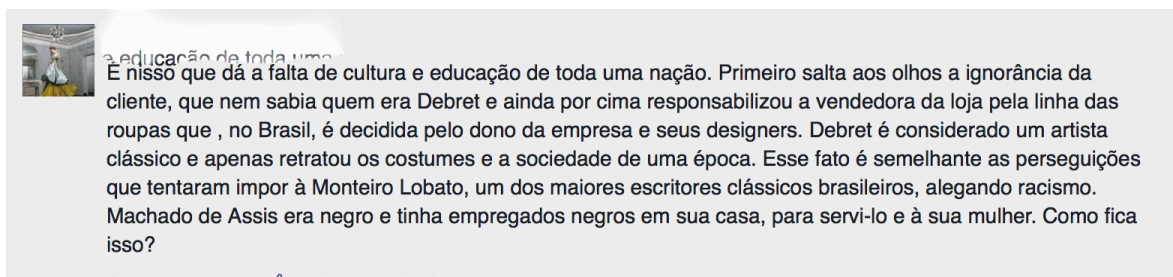 e educação de toda uma
É nisso que dá a falta de cultura e educação de toda uma nação. Primeiro salta aos olhos a ignorância da
cliente, que nem sabia quem era Debret e ainda por cima responsabilizou a vendedora da loja pela linha das
roupas que , no Brasil, é decidida pelo dono da empresa e seus designers. Debret é considerado um artista
clássico e apenas retratou os costumes e a sociedade de uma época. Esse fato é semelhante as perseguições
que tentaram impor à Monteiro Lobato, um dos maiores escritores clássicos brasileiros, alegando racismo.
Machado de Assis era negro e tinha empregados negros em sua casa, para servi-lo e à sua mulher. Como fica
isso?